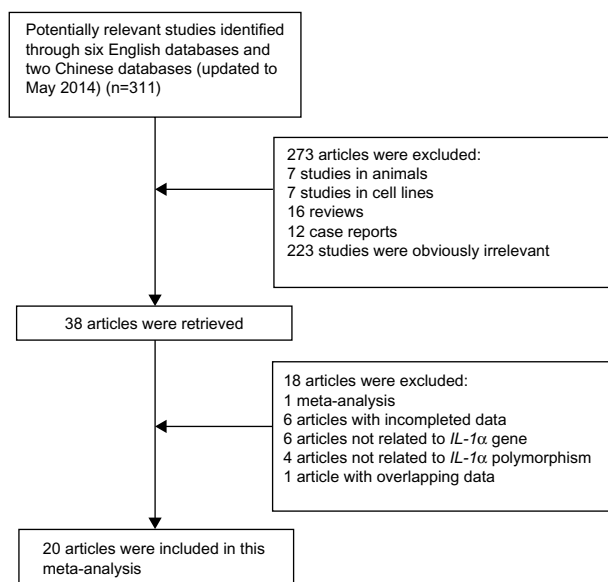 Potentially relevant studies identified
through six English databases and
two Chinese databases (updated to
May 2014) (n=311)
273 articles were excluded:
7 studies in animals
7 studies in cell lines
16 reviews
12 case reports
223 studies were obviously irrelevant
38 articles were retrieved
18 articles were excluded:
1 meta-analysis
6 articles with incompleted data
6 articles not related to IL-1α gene
4 articles not related to IL-1α polymorphism
1 article with overlapping data
20 articles were included in this
meta-analysis